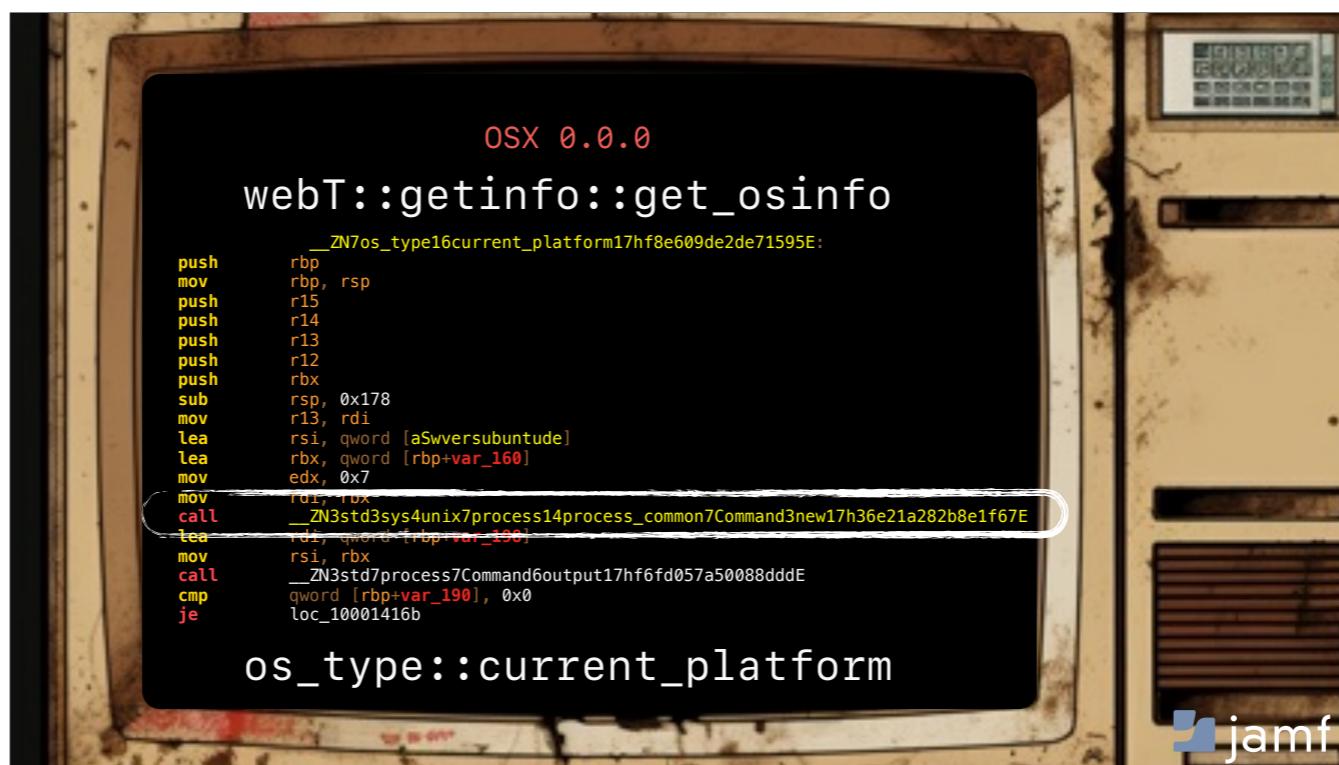 OSX 0.0.0
webT::getinfo::get_osinfo
__ZN7os_type16current_platform17hf8e609de2de71595E:
push rbp
mov rbp, rsp
push r15
push r14
push r13
push r12
push rbx
sub rsp, 0x178
mov r13, rdi
lea rsi, qword [aSwversubuntude]
lea rbx, qword [rbp+var_160]
mov edx, 0x7
mov rdi, rbx
call __ZN3std3sys4unix7process14process_common7Command3new17h36e21a282b8e1f67E
lea rdi, qword [rbp+var_190]
mov rsi, rbx
call __ZN3std7process7Command6output17hf6fd057a50088dddE
cmp qword [rbp+var_190], 0x0
je loc_10001416b
os_type::current_platform
jamf